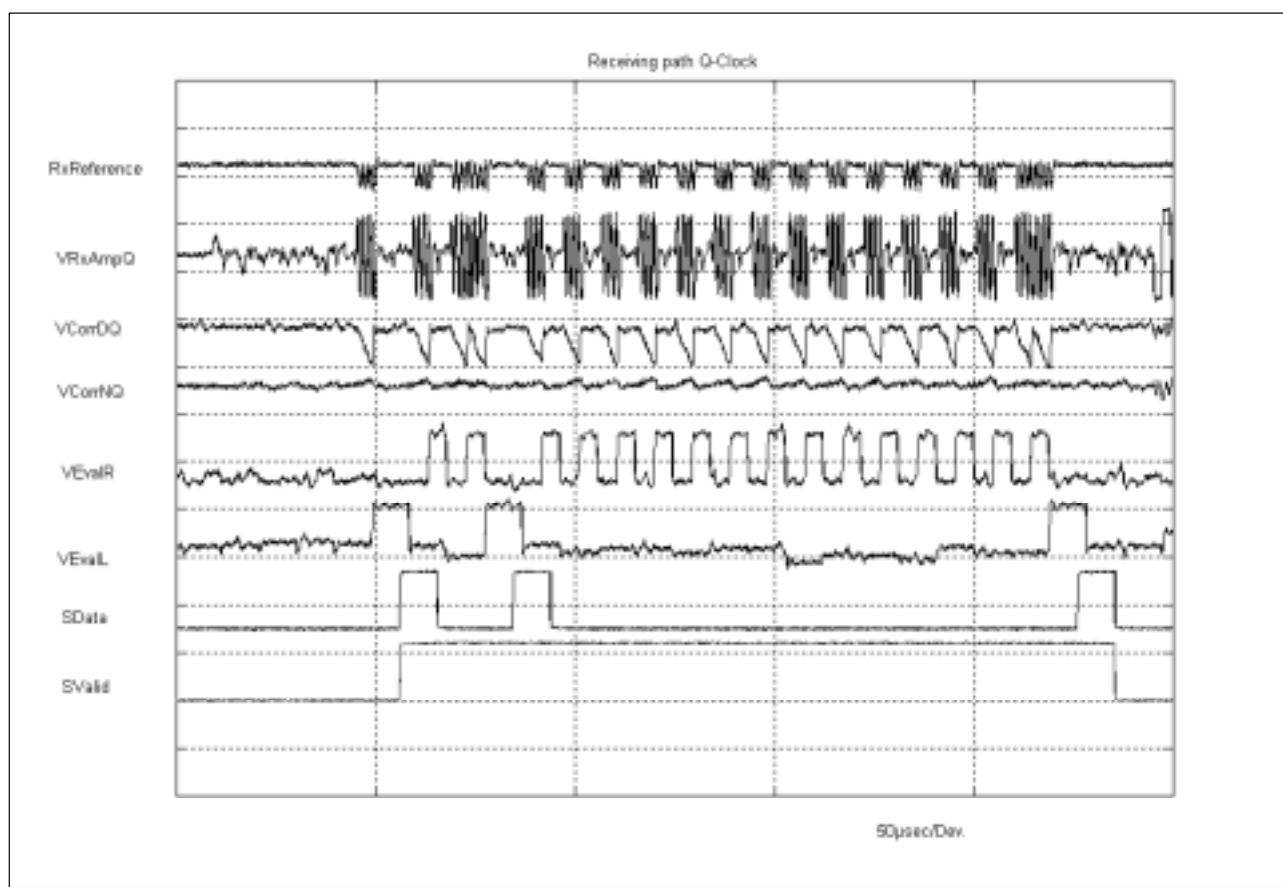 Receiving path Q-Clock
RxReference
VRxAmpQ
VCorrDQ
VCorrNQ
VEvalR
VEvalL
SData
SValid
50µsec/Dev.